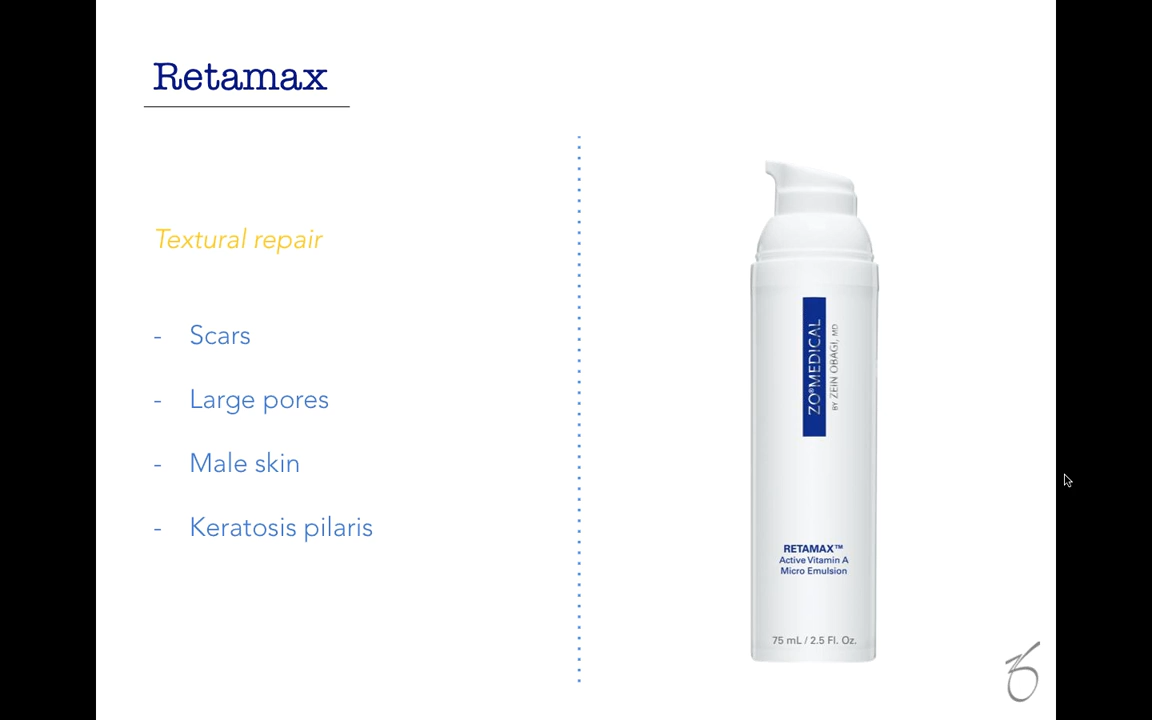 Retamax
Textural repair
- Scars
- Large pores
- Male skin
- Keratosis pilaris
ZO®MEDICAL
BY ZEIN OBAGI, MD
RETAMAX™
Active Vitamin A
Micro Emulsion
75 mL / 2.5 Fl. Oz.